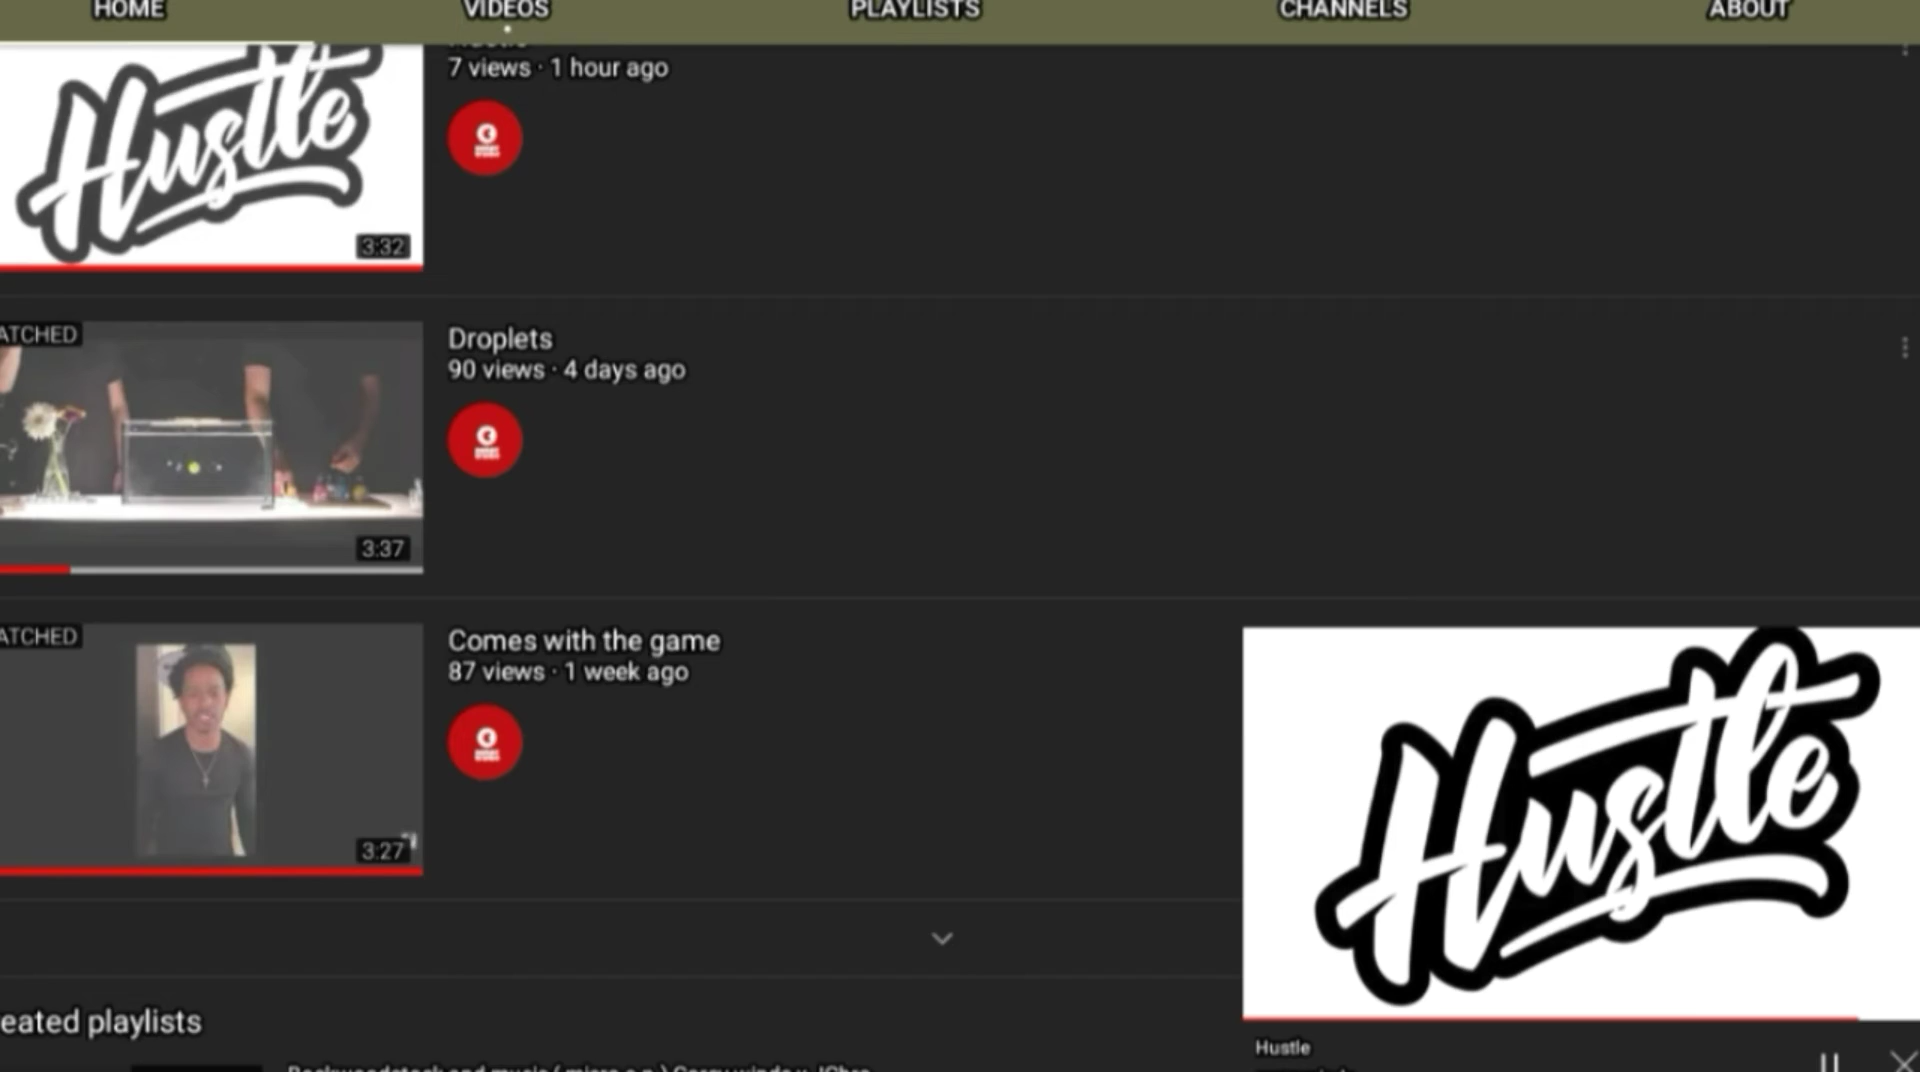 HOME VIDEOS PLAYLISTS CHANNELS ABOUT
7 views · 1 hour ago
Hustle
3:32
ATCHED
Droplets
90 views · 4 days ago
3:37
ATCHED
Comes with the game
87 views · 1 week ago
3:27
Hustle
eated playlists
Hustle